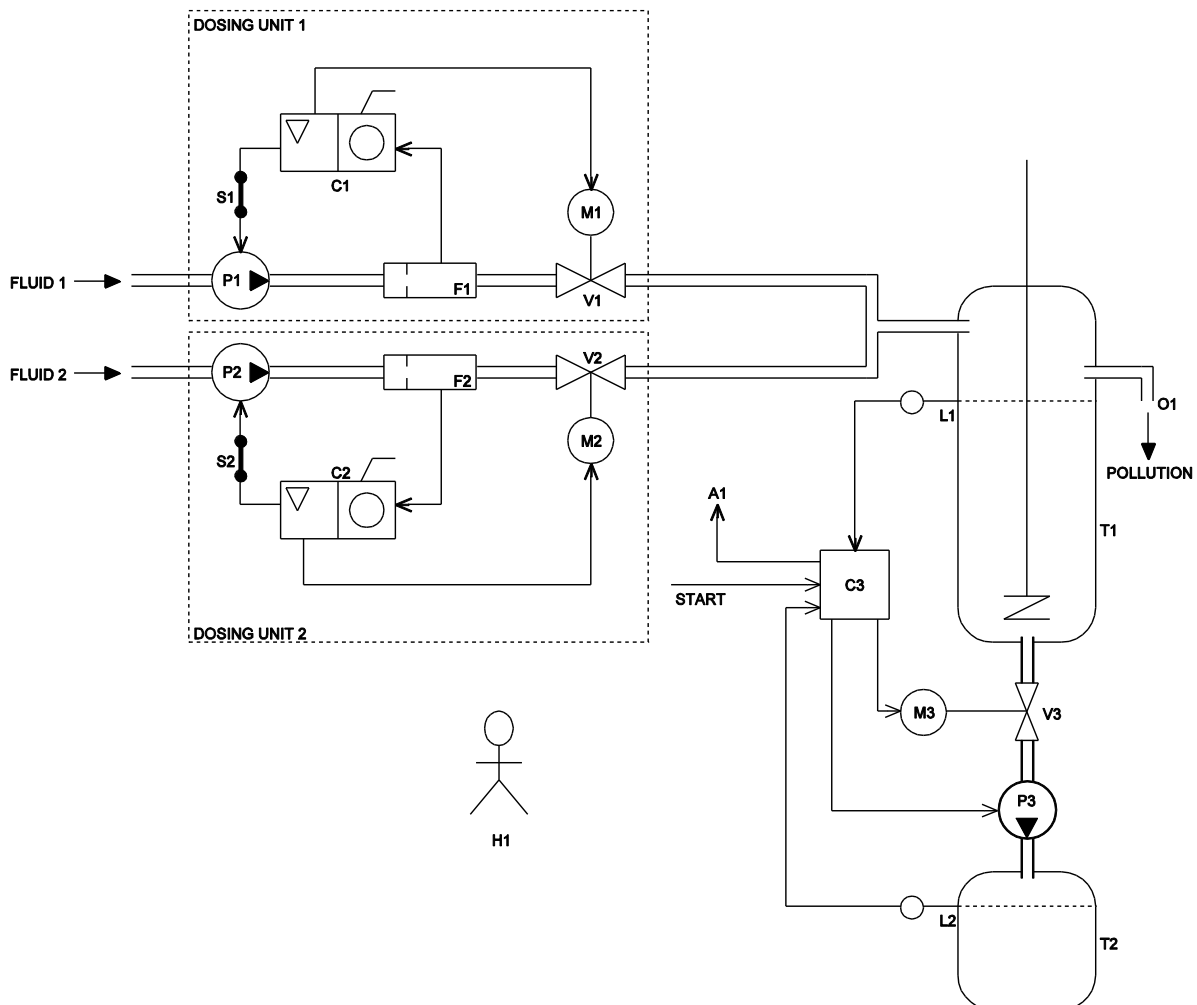 DOSING UNIT 1
C1
S1
M1
P1
FLUID 1
F1
V1
FLUID 2
P2
F2
V2
L1
O1
M2
S2
C2
POLLUTION
A1
T1
C3
START
DOSING UNIT 2
M3
V3
P3
H1
L2
T2